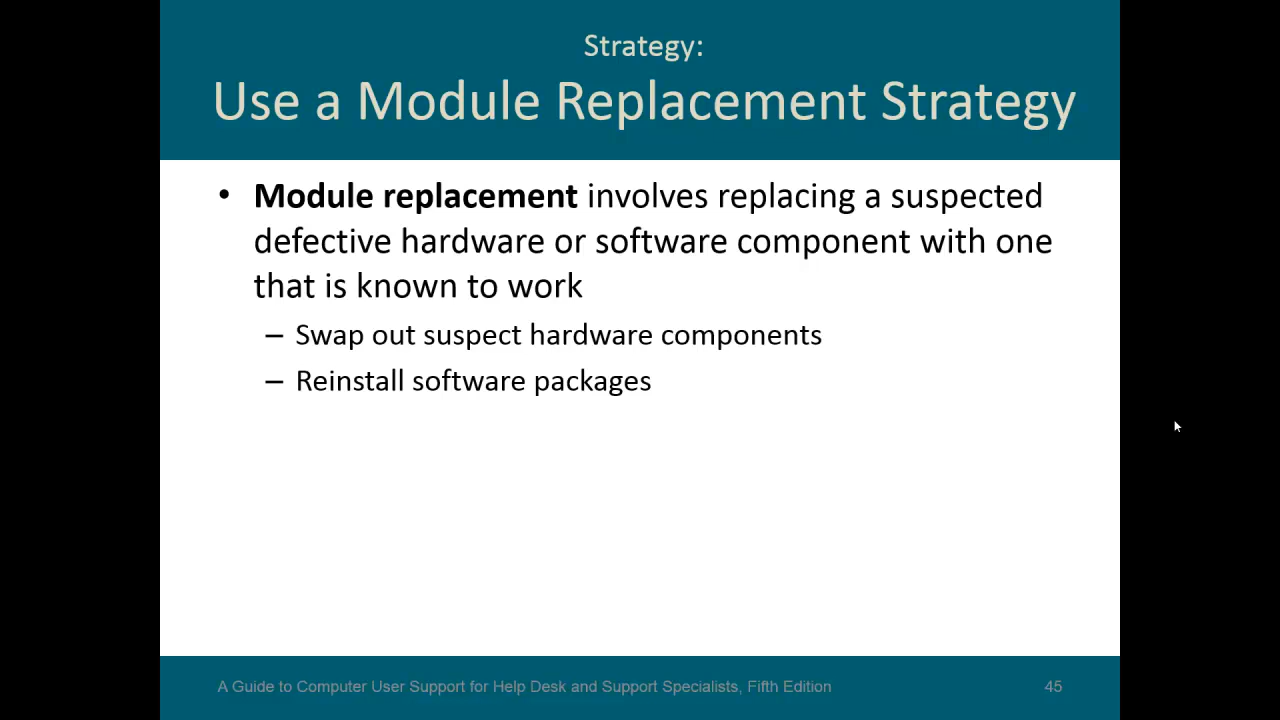 Strategy:
Use a Module Replacement Strategy
• Module replacement involves replacing a suspected
defective hardware or software component with one
that is known to work
– Swap out suspect hardware components
– Reinstall software packages
A Guide to Computer User Support for Help Desk and Support Specialists, Fifth Edition
45